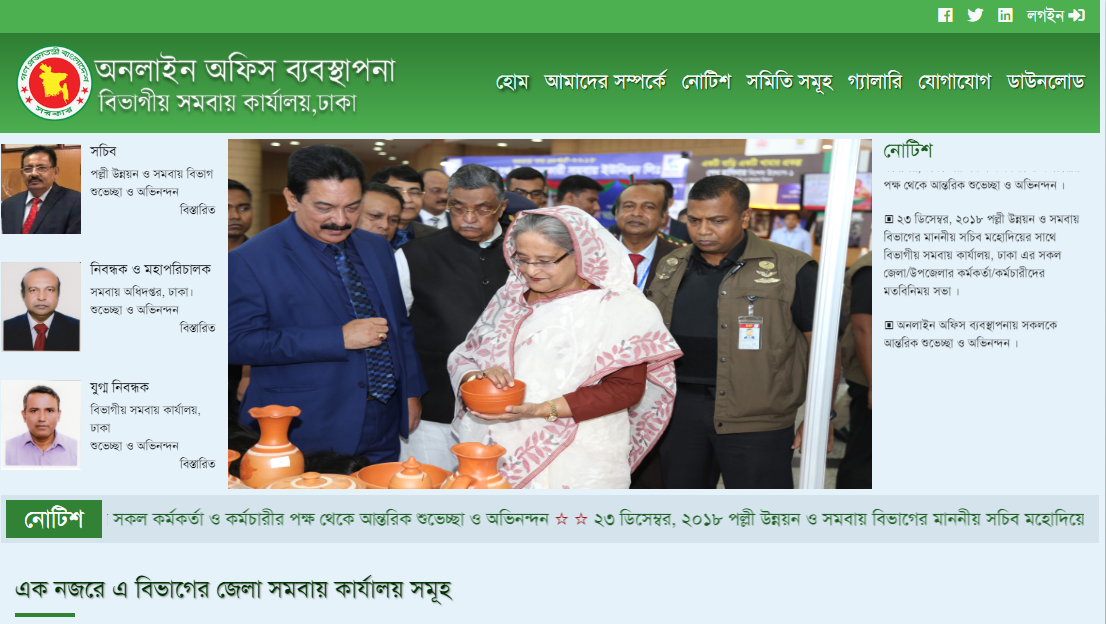 লগইন
গণপ্রজাতন্ত্রী বাংলাদেশ
সরকার
অনলাইন অফিস ব্যবস্থাপনা
বিভাগীয় সমবায় কার্যালয়,ঢাকা
হোম আমাদের সম্পর্কে নোটিশ সমিতি সমূহ গ্যালারি যোগাযোগ ডাউনলোড
সচিব
পল্লী উন্নয়ন ও সমবায় বিভাগ
শুভেচ্ছা ও অভিনন্দন
বিস্তারিত
নিবন্ধক ও মহাপরিচালক
সমবায় অধিদপ্তর, ঢাকা।
শুভেচ্ছা ও অভিনন্দন
বিস্তারিত
যুগ্ম নিবন্ধক
বিভাগীয় সমবায় কার্যালয়,
ঢাকা
শুভেচ্ছা ও অভিনন্দন
বিস্তারিত
নোটিশ
পক্ষ থেকে আন্তরিক শুভেচ্ছা ও অভিনন্দন ।
▣ ২৩ ডিসেম্বর, ২০১৮ পল্লী উন্নয়ন ও সমবায়
বিভাগের মাননীয় সচিব মহোদিয়ের সাথে
বিভাগীয় সমবায় কার্যালয়, ঢাকা এর সকল
জেলা/উপজেলার কর্মকর্তা/কর্মচারীদের
মতবিনিময় সভা ।
▣ অনলাইন অফিস ব্যবস্থাপনায় সকলকে
আন্তরিক শুভেচ্ছা ও অভিনন্দন ।
নোটিশ
সকল কর্মকর্তা ও কর্মচারীর পক্ষ থেকে আন্তরিক শুভেচ্ছা ও অভিনন্দন ☆ ☆ ২৩ ডিসেম্বর, ২০১৮ পল্লী উন্নয়ন ও সমবায় বিভাগের মাননীয় সচিব মহোদিয়ে
এক নজরে এ বিভাগের জেলা সমবায় কার্যালয় সমূহ